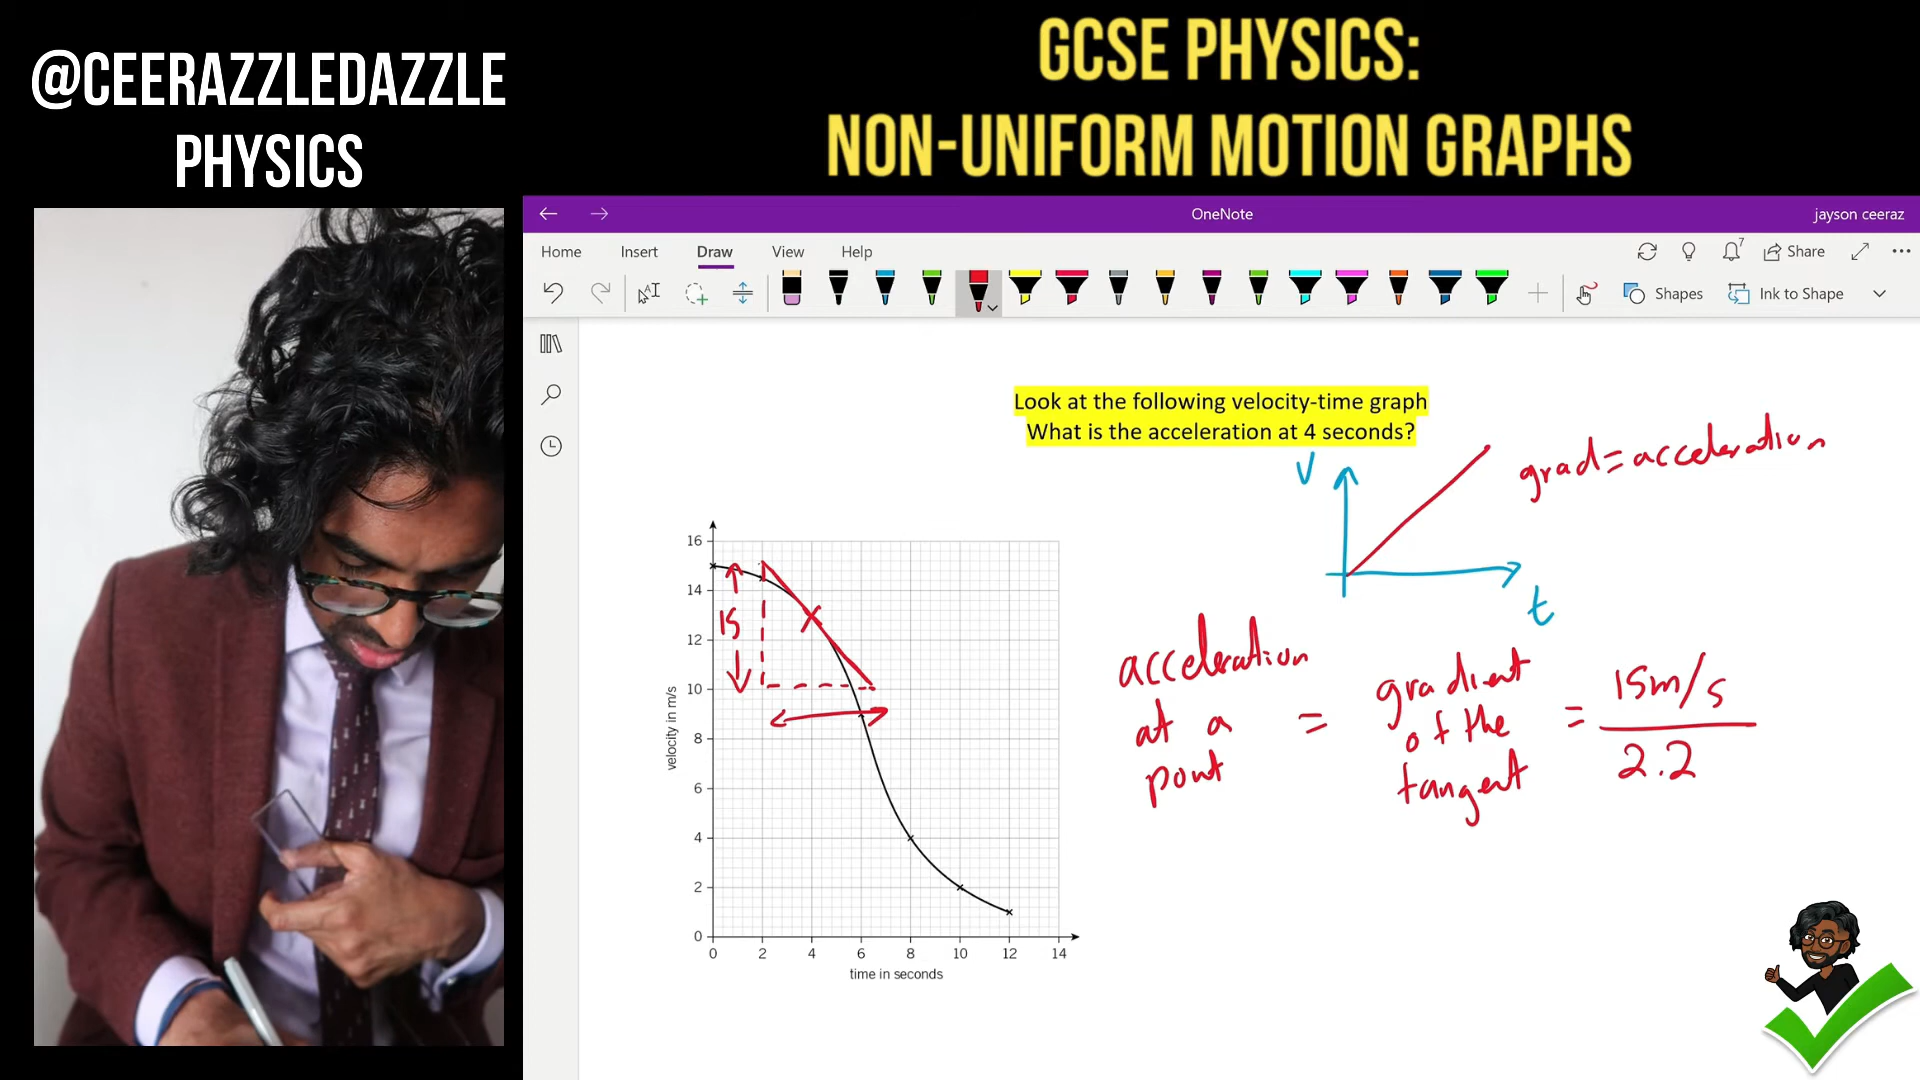 @CEERAZZLEDAZZLE
PHYSICS
GCSE PHYSICS:
NON-UNIFORM MOTION GRAPHS
OneNote
jayson ceeraz
Home Insert Draw View Help
7
Share
Shapes
Ink to Shape
Look at the following velocity-time graph
What is the acceleration at 4 seconds?
V
grad = acceleration
t
16
14
12
10
8
6
4
2
0
velocity in m/s
15
0 2 4 6 8 10 12 14
time in seconds
acceleration
at a
point
=
gradient
of the
tangent
=
15m/s
2.2